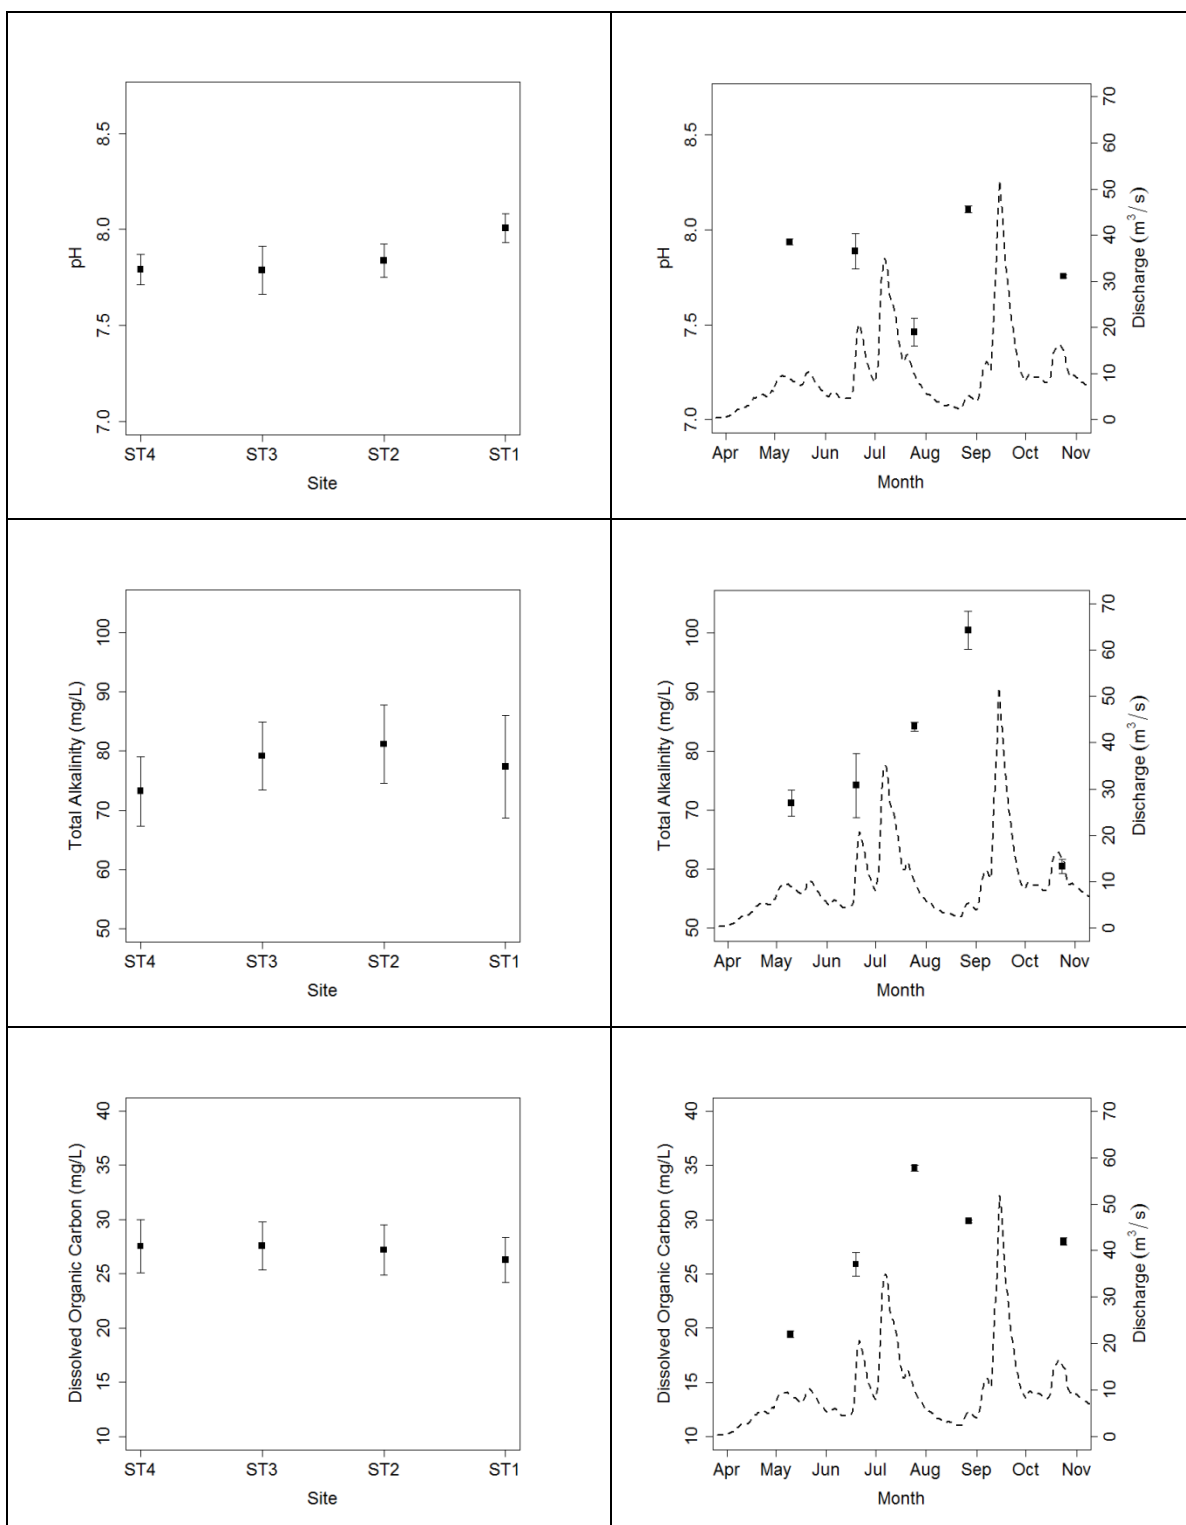 pH
8.5
8.0
7.5
7.0
ST4 ST3 ST2 ST1
Site
pH
8.5
8.0
7.5
7.0
70
60
50
40
30
20
10
0
Discharge (m³/s)
Apr May Jun Jul Aug Sep Oct Nov
Month
Total Alkalinity (mg/L)
100
90
80
70
60
50
ST4 ST3 ST2 ST1
Site
Total Alkalinity (mg/L)
100
90
80
70
60
50
70
60
50
40
30
20
10
0
Discharge (m³/s)
Apr May Jun Jul Aug Sep Oct Nov
Month
Dissolved Organic Carbon (mg/L)
40
35
30
25
20
15
10
ST4 ST3 ST2 ST1
Site
Dissolved Organic Carbon (mg/L)
40
35
30
25
20
15
10
70
60
50
40
30
20
10
0
Discharge (m³/s)
Apr May Jun Jul Aug Sep Oct Nov
Month